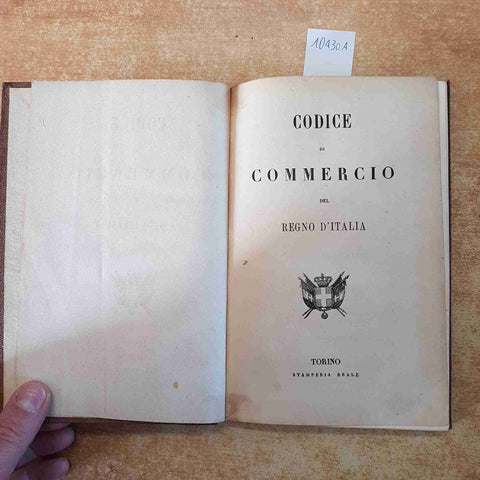 10430A
CODICE
DI
COMMERCIO
DEL
REGNO D'ITALIA
TORINO
STAMPERIA REALE